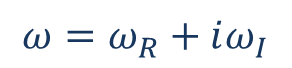 ω = ω_R + iω_I